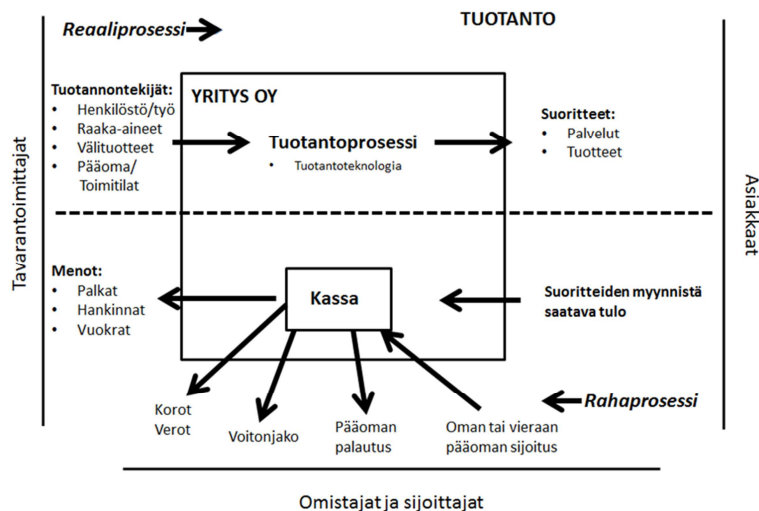 TUOTANTO
Reaaliprosessi
Tuotannontekijät:
• Henkilöstö/työ
• Raaka-aineet
• Välituotteet
• Pääoma/
Toimitilat
YRITYS OY
Tuotantoprosessi
• Tuotantoteknologia
Suoritteet:
• Palvelut
• Tuotteet
Tavarantoimittajat
Asiakkaat
Menot:
• Palkat
• Hankinnat
• Vuokrat
Kassa
Suoritteiden myynnistä
saatava tulo
Rahaprosessi
Korot
Verot
Voitonjako
Pääoman
palautus
Oman tai vieraan
pääoman sijoitus
Omistajat ja sijoittajat